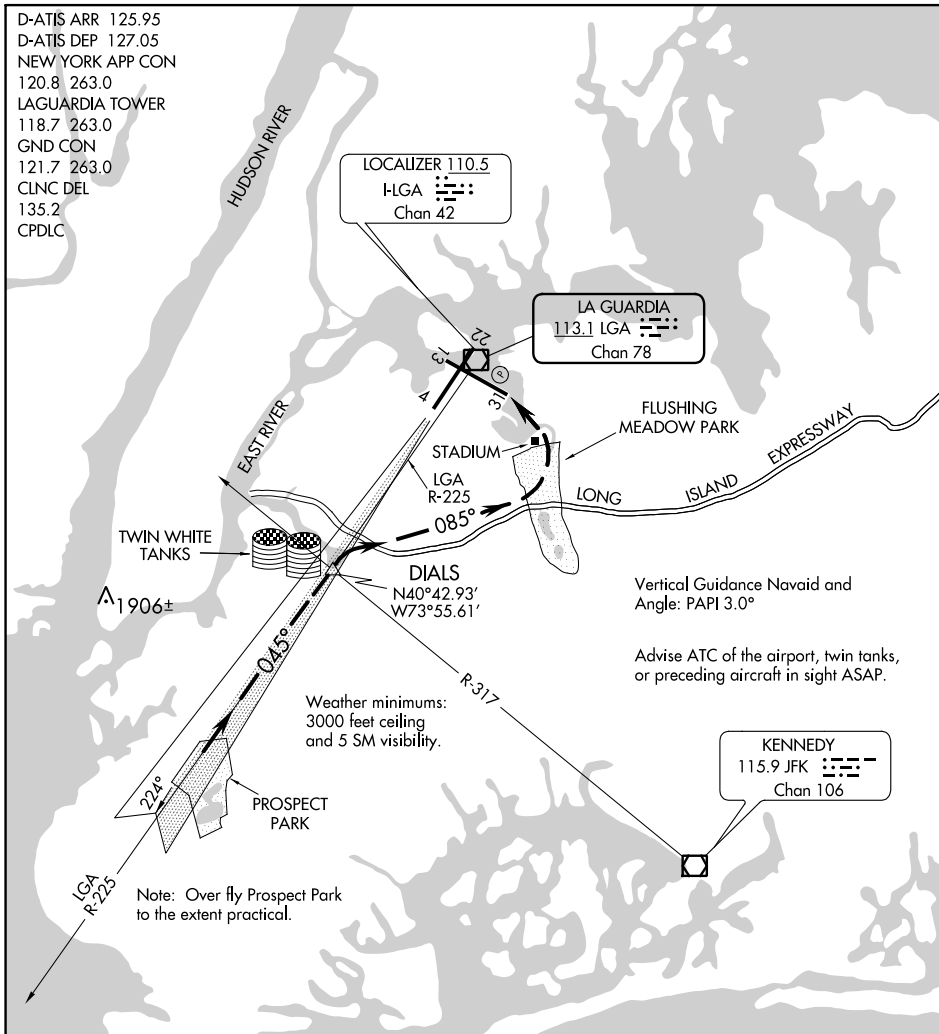 D-ATIS ARR 125.95
D-ATIS DEP 127.05
NEW YORK APP CON
120.8 263.0
LAGUARDIA TOWER
118.7 263.0
GND CON
121.7 263.0
CLNC DEL
135.2
CPDLC
HUDSON RIVER
LOCALIZER 110.5
I-LGA
Chan 42
LA GUARDIA
113.1 LGA
Chan 78
22
13
P
4
31
EAST RIVER
STADIUM
FLUSHING
MEADOW PARK
LONG ISLAND EXPRESSWAY
LGA
R-225
085°
TWIN WHITE
TANKS
DIALS
N40°42.93'
W73°55.61'
1906±
045°
Vertical Guidance Navaid and
Angle: PAPI 3.0°
Advise ATC of the airport, twin tanks,
or preceding aircraft in sight ASAP.
R-317
Weather minimums:
3000 feet ceiling
and 5 SM visibility.
KENNEDY
115.9 JFK
Chan 106
224°
PROSPECT
PARK
LGA
R-225
Note: Over fly Prospect Park
to the extent practical.